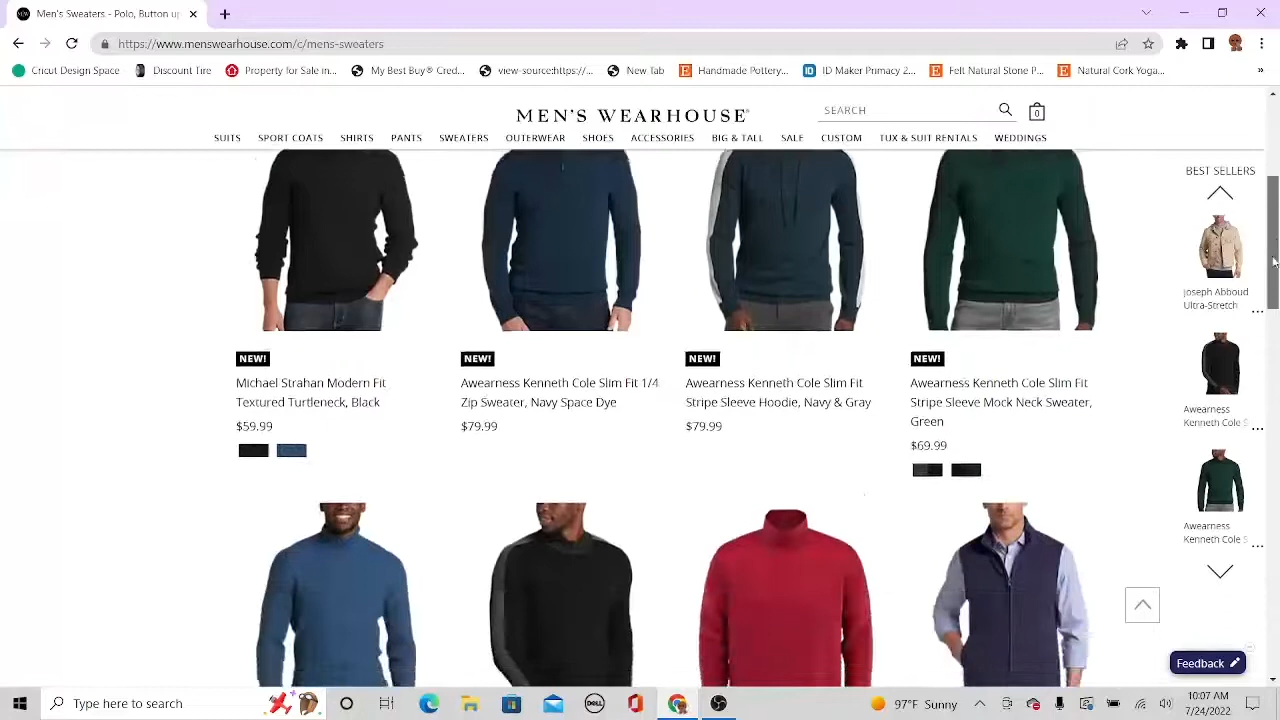 Men's Sweaters - Polo, Button up
https://www.menswearhouse.com/c/mens-sweaters
Cricut Design Space
Discount Tire
Property for Sale in...
My Best Buy® Cred...
view-source:https://...
New Tab
Handmade Pottery...
ID Maker Primacy 2...
Felt Natural Stone P...
Natural Cork Yoga...
»
MEN'S WEARHOUSE®
SEARCH
0
SUITS SPORT COATS SHIRTS PANTS SWEATERS OUTERWEAR SHOES ACCESSORIES BIG & TALL SALE CUSTOM TUX & SUIT RENTALS WEDDINGS
BEST SELLERS
NEW!
Michael Strahan Modern Fit
Textured Turtleneck, Black
$59.99
NEW!
Awearness Kenneth Cole Slim Fit 1/4
Zip Sweater, Navy Space Dye
$79.99
NEW!
Awearness Kenneth Cole Slim Fit
Stripe Sleeve Hoodie, Navy & Gray
$79.99
NEW!
Awearness Kenneth Cole Slim Fit
Stripe Sleeve Mock Neck Sweater,
Green
$69.99
Joseph Abboud
Ultra-Stretch
...
Awearness
Kenneth Cole S
...
Awearness
Kenneth Cole S
...
Feedback
Type here to search
DELL
97°F Sunny
10:07 AM
7/24/2022